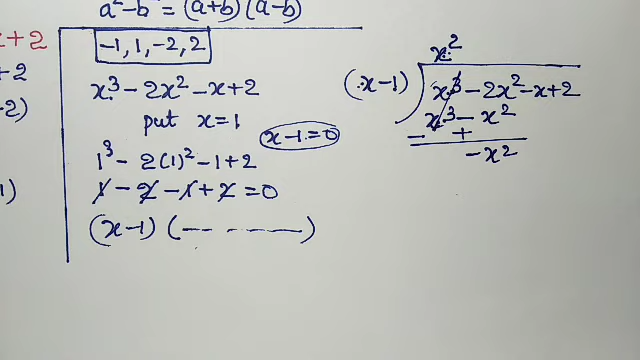 a² - b² = (a+b)(a-b)
x+2
+2
-2)
1)
-1, 1, -2, 2
x³ - 2x² - x + 2
put x = 1
x - 1 = 0
1³ - 2(1)² - 1 + 2
1 - 2 - 1 + 2 = 0
(x-1) (-- -- ---)
x²
(x-1) ) x³ - 2x² - x + 2
x³ - x²
- +
-x²